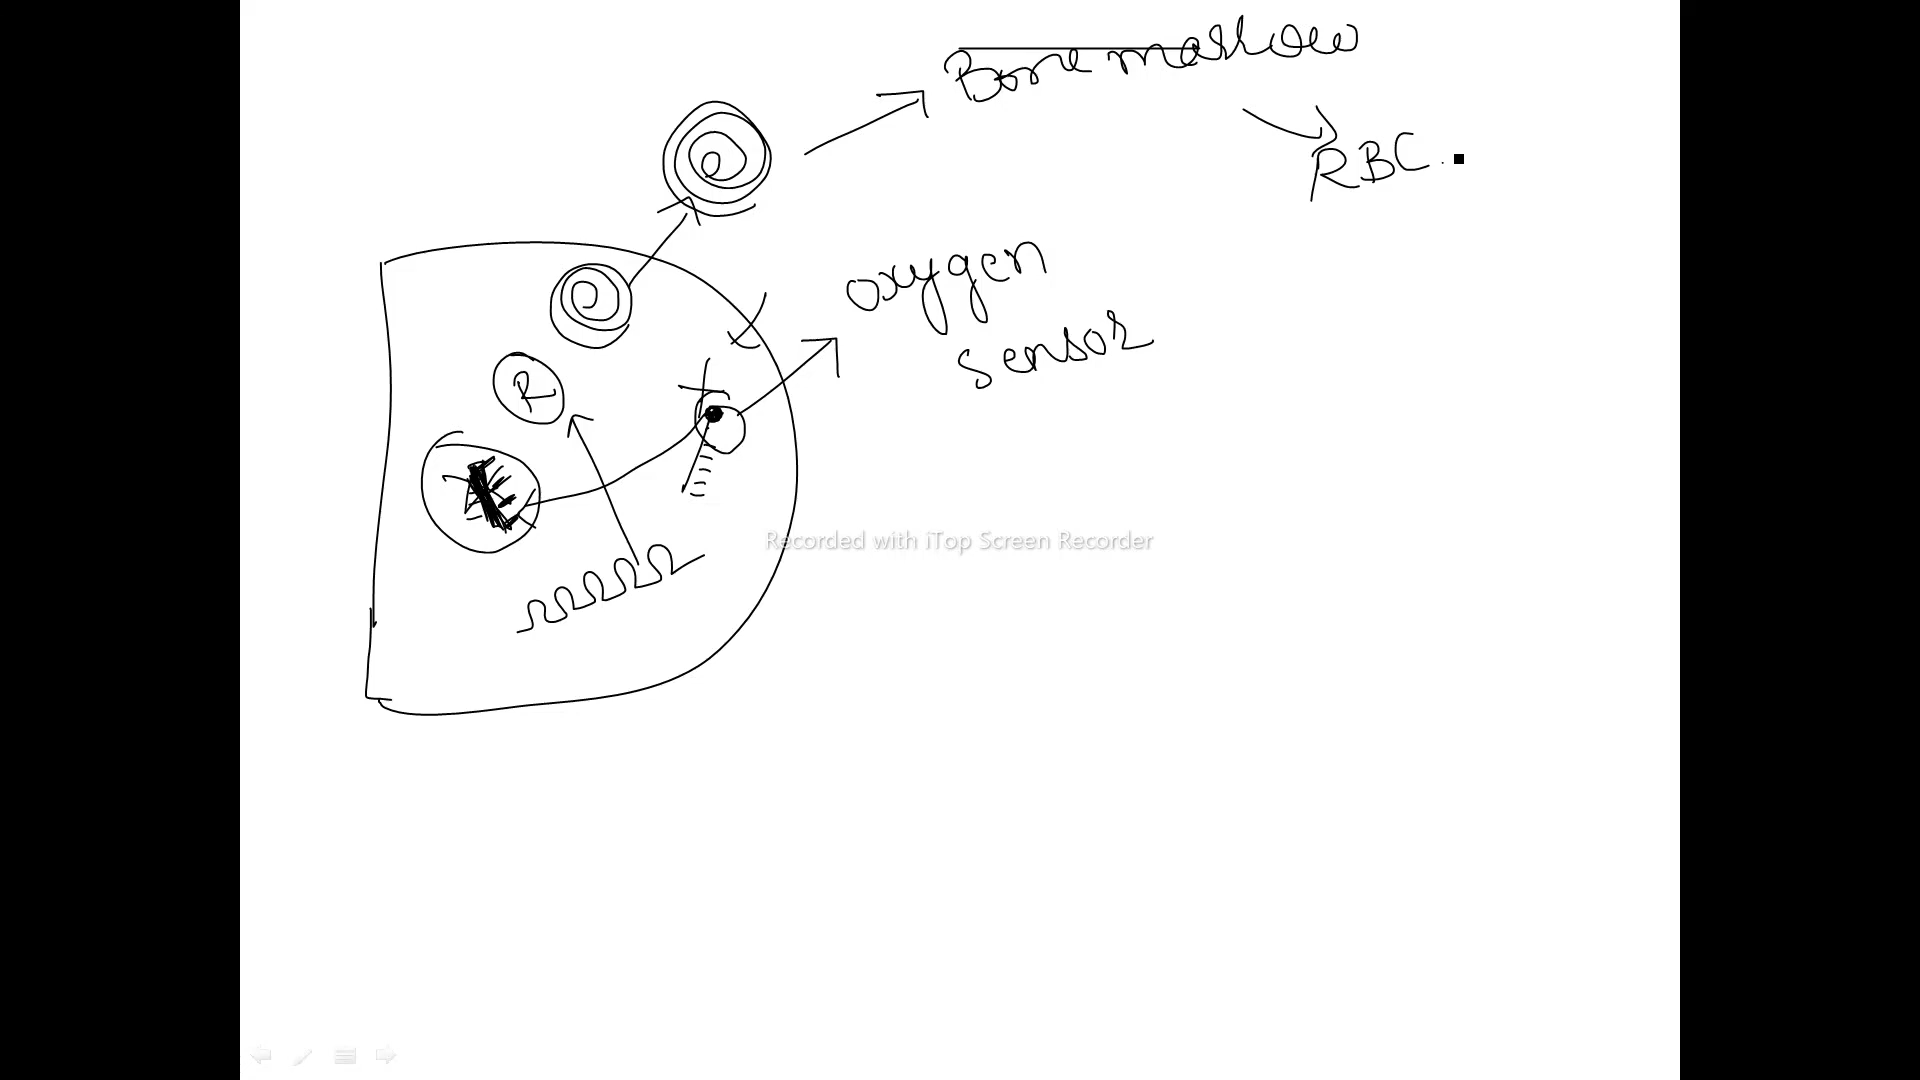 Bone marrow
RBC.
oxygen
sensor
R
Recorded with iTop Screen Recorder